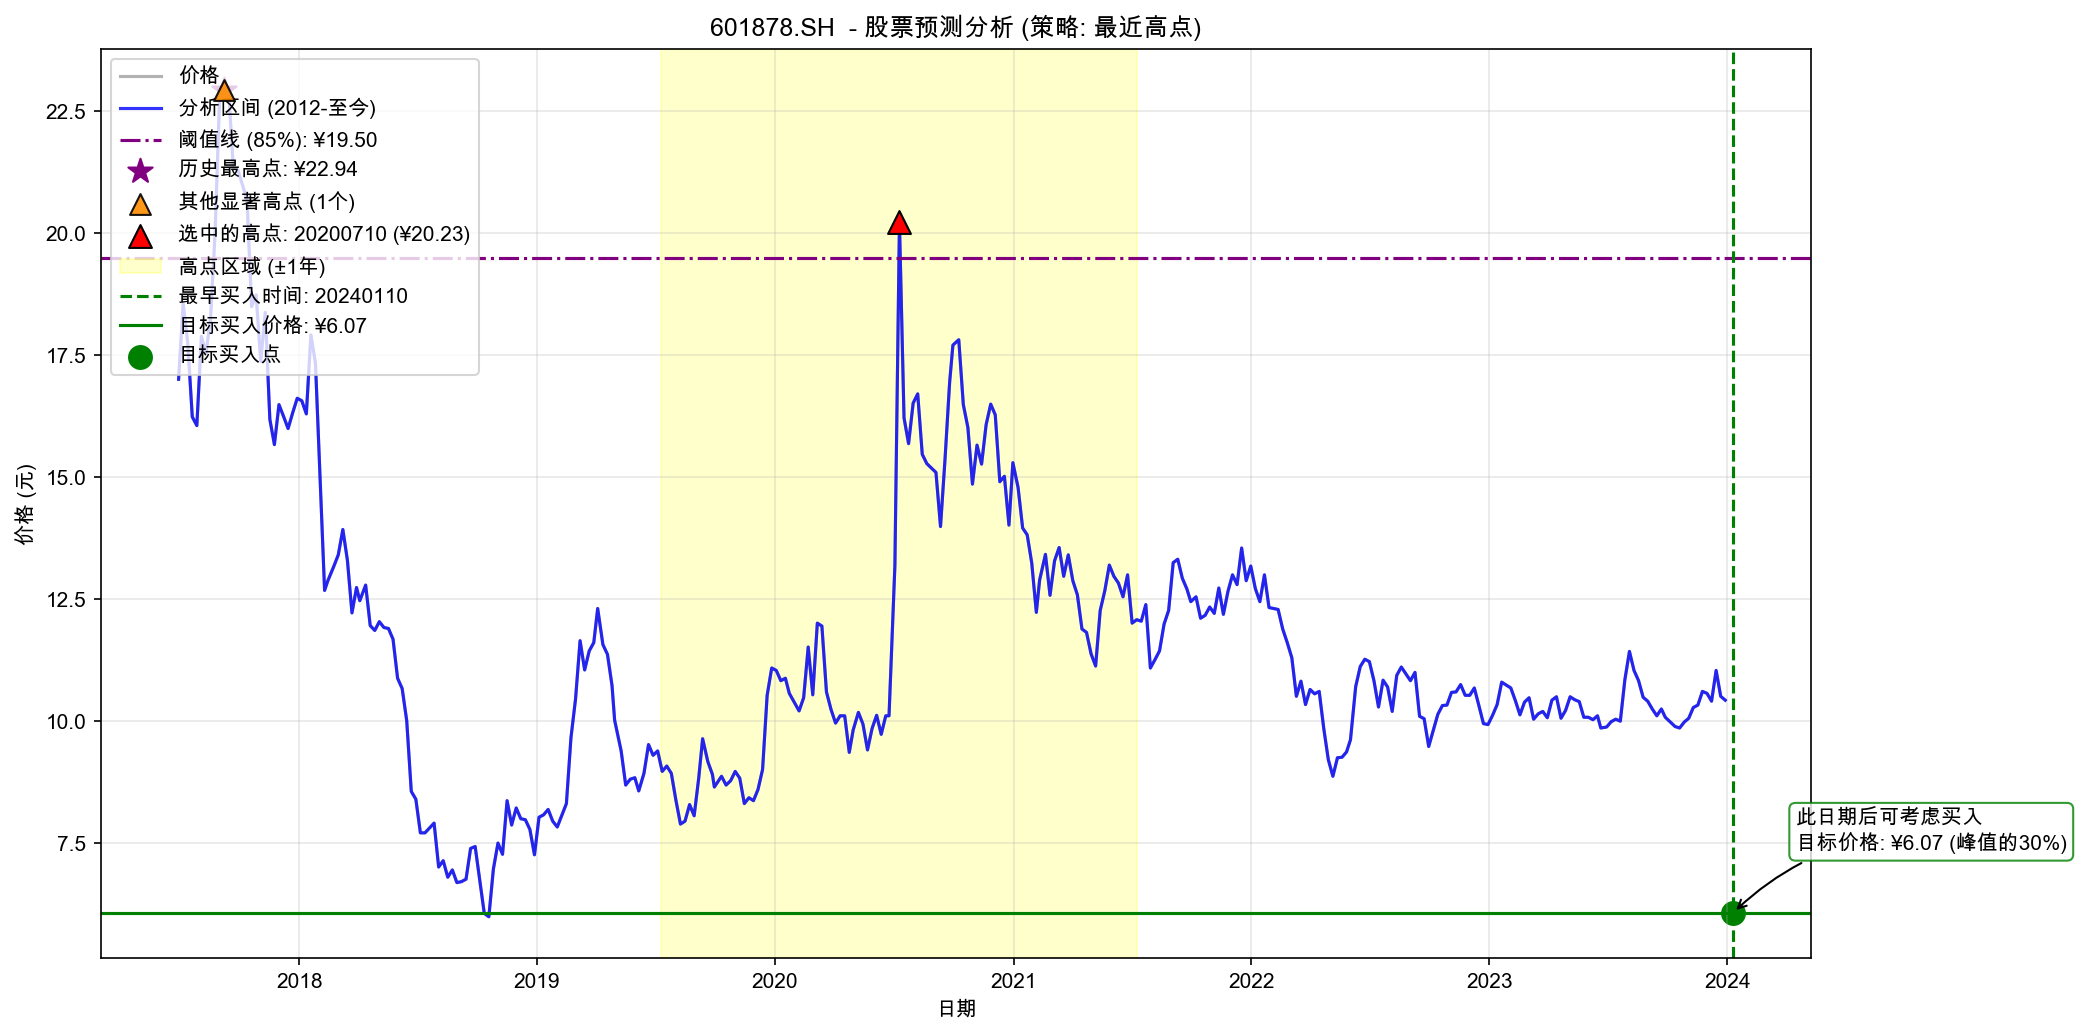 601878.SH - 股票预测分析 (策略: 最近高点)
价格
分析区间 (2012-至今)
阈值线 (85%): ¥19.50
历史最高点: ¥22.94
其他显著高点 (1个)
选中的高点: 20200710 (¥20.23)
高点区域 (±1年)
最早买入时间: 20240110
目标买入价格: ¥6.07
目标买入点
价格 (元)
22.5
20.0
17.5
15.0
12.5
10.0
7.5
此日期后可考虑买入
目标价格: ¥6.07 (峰值的30%)
2018
2019
2020
2021
2022
2023
2024
日期